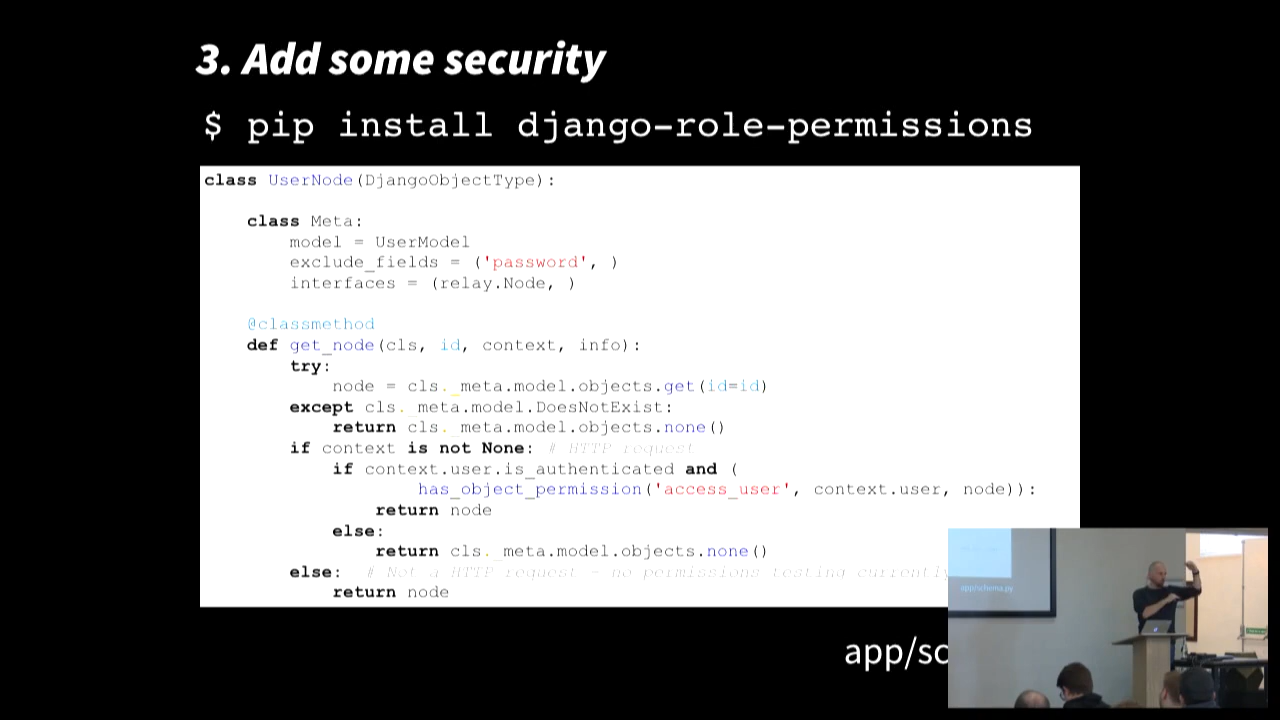 3. Add some security
$ pip install django-role-permissions
class UserNode(DjangoObjectType):
    class Meta:
        model = UserModel
        exclude_fields = ('password', )
        interfaces = (relay.Node, )
    @classmethod
    def get_node(cls, id, context, info):
        try:
            node = cls._meta.model.objects.get(id=id)
        except cls._meta.model.DoesNotExist:
            return cls._meta.model.objects.none()
        if context is not None: # HTTP request
            if context.user.is_authenticated and (
                    has_object_permission('access_user', context.user, node)):
                return node
            else:
                return cls._meta.model.objects.none()
        else:  # Not a HTTP request - no permissions testing currently
            return node
app/sc
app/schema.py